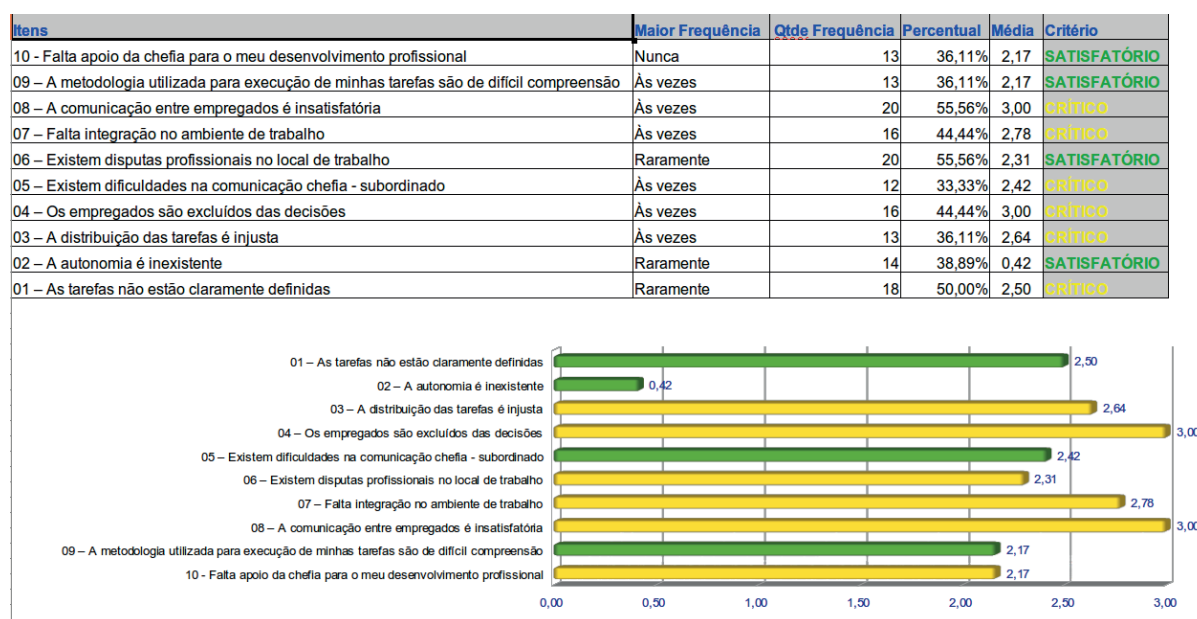 Itens Maior Frequência Qtde Frequência Percentual Média Critério
10 - Falta apoio da chefia para o meu desenvolvimento profissional Nunca 13 36,11% 2,17 SATISFATÓRIO
09 – A metodologia utilizada para execução de minhas tarefas são de difícil compreensão Às vezes 13 36,11% 2,17 SATISFATÓRIO
08 – A comunicação entre empregados é insatisfatória Às vezes 20 55,56% 3,00 CRÍTICO
07 – Falta integração no ambiente de trabalho Às vezes 16 44,44% 2,78 CRÍTICO
06 – Existem disputas profissionais no local de trabalho Raramente 20 55,56% 2,31 SATISFATÓRIO
05 – Existem dificuldades na comunicação chefia - subordinado Às vezes 12 33,33% 2,42 CRÍTICO
04 – Os empregados são excluídos das decisões Às vezes 16 44,44% 3,00 CRÍTICO
03 – A distribuição das tarefas é injusta Às vezes 13 36,11% 2,64 CRÍTICO
02 – A autonomia é inexistente Raramente 14 38,89% 0,42 SATISFATÓRIO
01 – As tarefas não estão claramente definidas Raramente 18 50,00% 2,50 CRÍTICO
01 – As tarefas não estão claramente definidas 2,50
02 – A autonomia é inexistente 0,42
03 – A distribuição das tarefas é injusta 2,64
04 – Os empregados são excluídos das decisões 3,00
05 – Existem dificuldades na comunicação chefia - subordinado 2,42
06 – Existem disputas profissionais no local de trabalho 2,31
07 – Falta integração no ambiente de trabalho 2,78
08 – A comunicação entre empregados é insatisfatória 3,00
09 – A metodologia utilizada para execução de minhas tarefas são de difícil compreensão 2,17
10 - Falta apoio da chefia para o meu desenvolvimento profissional 2,17
0,00 0,50 1,00 1,50 2,00 2,50 3,00